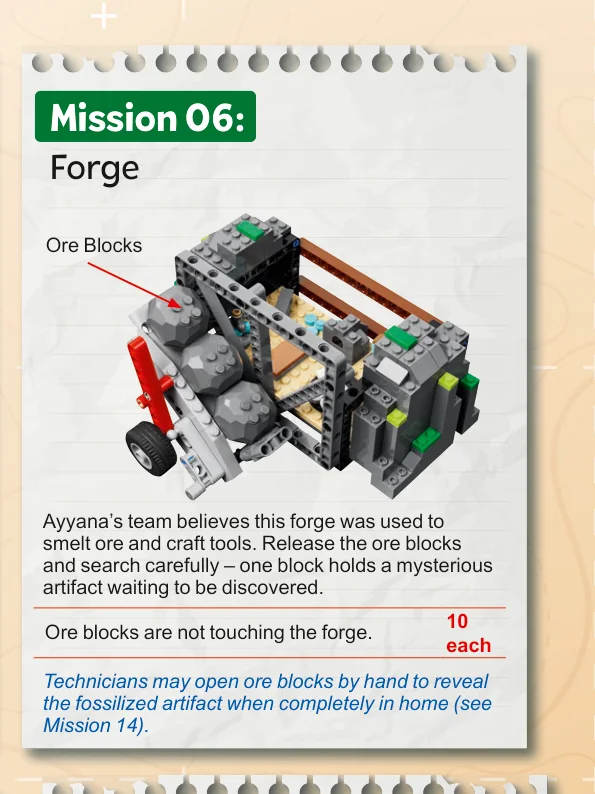 Mission 06:
Forge
Ore Blocks
Ayyana's team believes this forge was used to
smelt ore and craft tools. Release the ore blocks
and search carefully – one block holds a mysterious
artifact waiting to be discovered.
Ore blocks are not touching the forge.
10
each
Technicians may open ore blocks by hand to reveal
the fossilized artifact when completely in home (see
Mission 14).